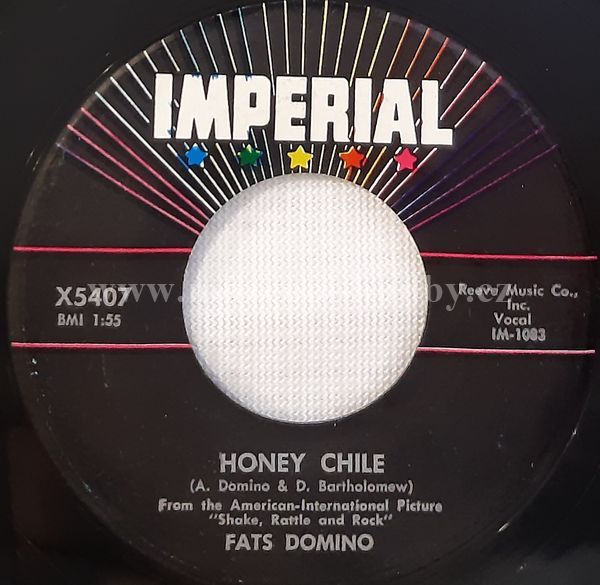 IMPERIAL
X5407
BMI 1:55
Reeve Music Co.,
Inc.
Vocal
IM-1083
HONEY CHILE
(A. Domino & D. Bartholomew)
From the American-International Picture
"Shake, Rattle and Rock"
FATS DOMINO